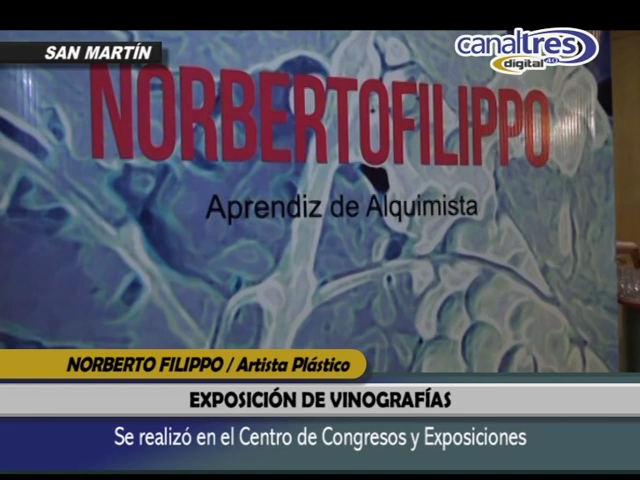 SAN MARTÍN
canaltres
digital
NORBERTOFILIPPO
Aprendiz de Alquimista
NORBERTO FILIPPO / Artista Plástico
EXPOSICIÓN DE VINOGRAFÍAS
Se realizó en el Centro de Congresos y Exposiciones